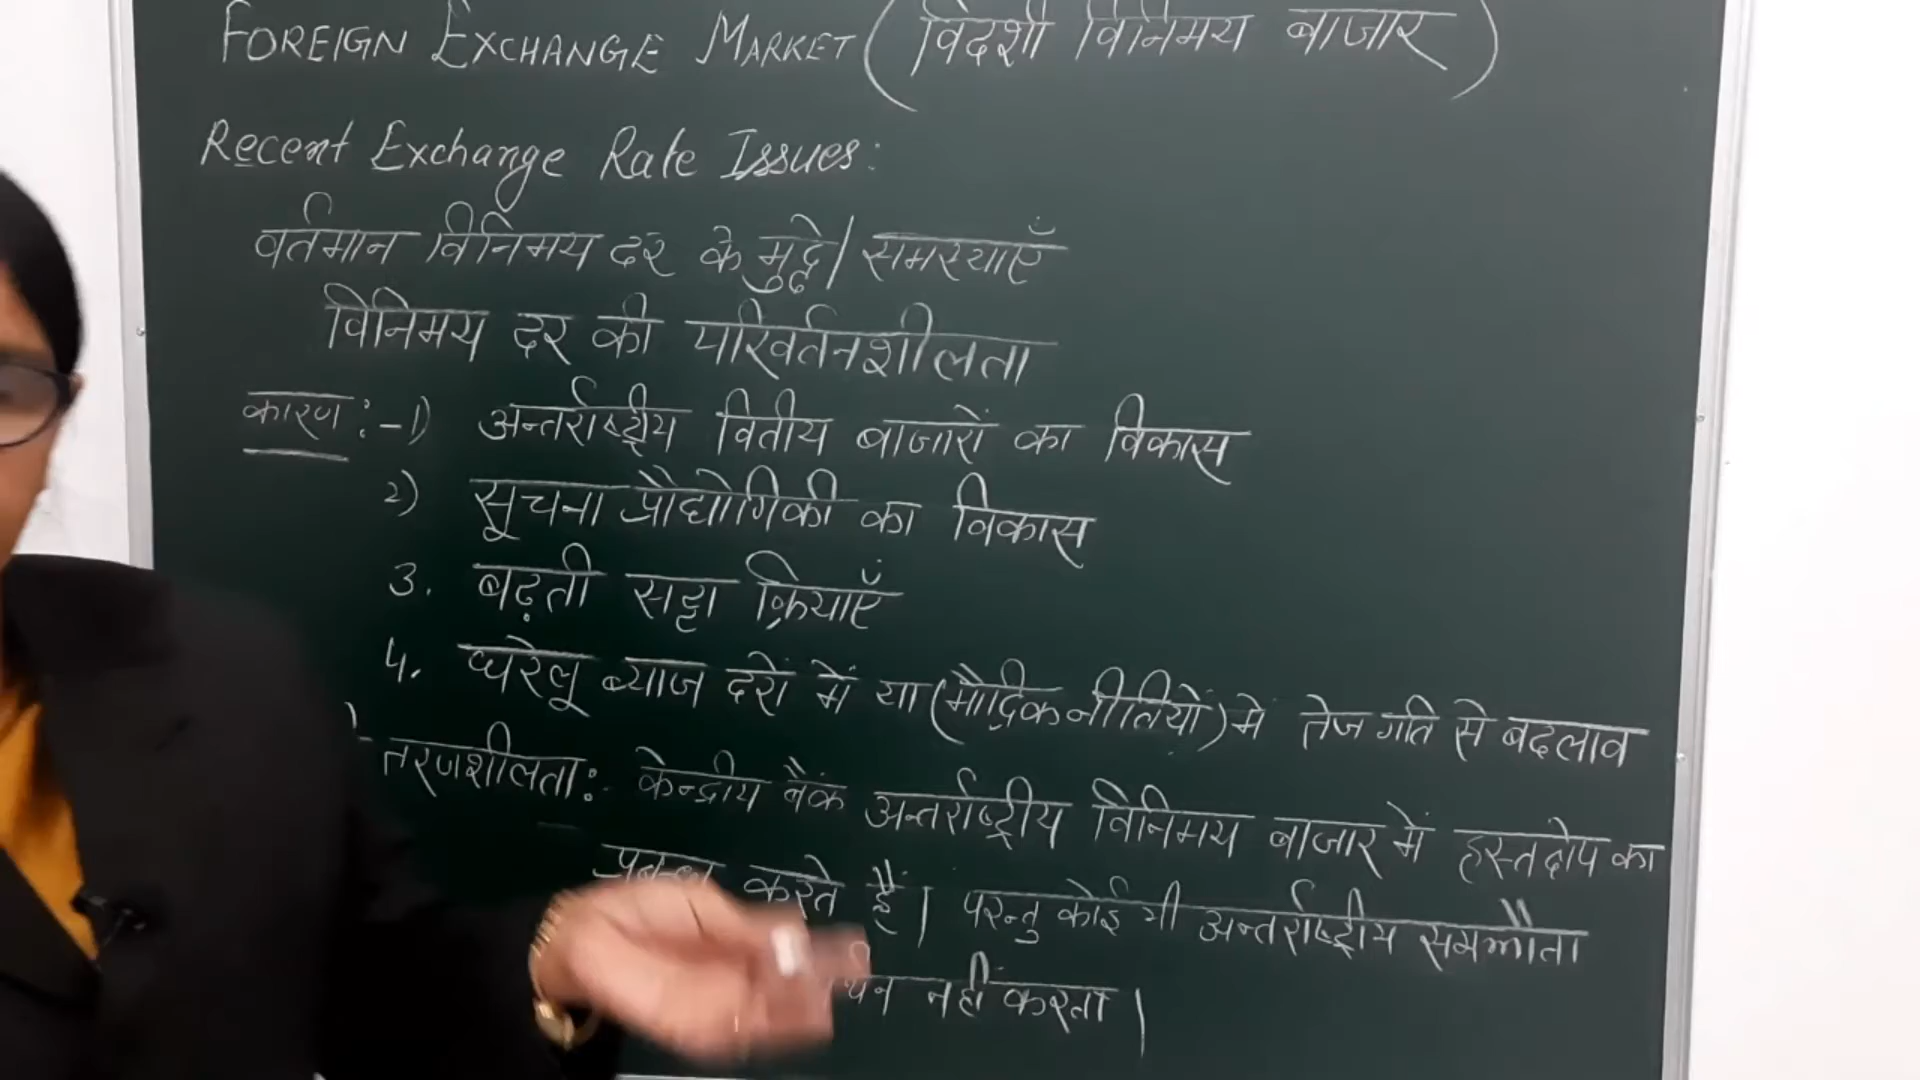 FOREIGN EXCHANGE MARKET (विदेशी विनिमय बाजार)
Recent Exchange Rate Issues:
वर्तमान विनिमय दर के मुद्दे/समस्याएँ
विनिमय दर की परिवर्तनशीलता
कारण :- 1) अन्तर्राष्ट्रीय वितीय बाजारों का विकास
2) सूचना प्रौद्योगिकी का विकास
3. बढ़ती सट्टा क्रियाएँ
4. घरेलू ब्याज दरों में या (मौद्रिक नीतियों) में तेज गति से बदलाव
तरणशीलता:- केन्द्रीय बैंक अन्तर्राष्ट्रीय विनिमय बाजार में हस्तक्षेप का
प्रबन्ध करते हैं। परन्तु कोई भी अन्तर्राष्ट्रीय समझौता
नहीं करता।